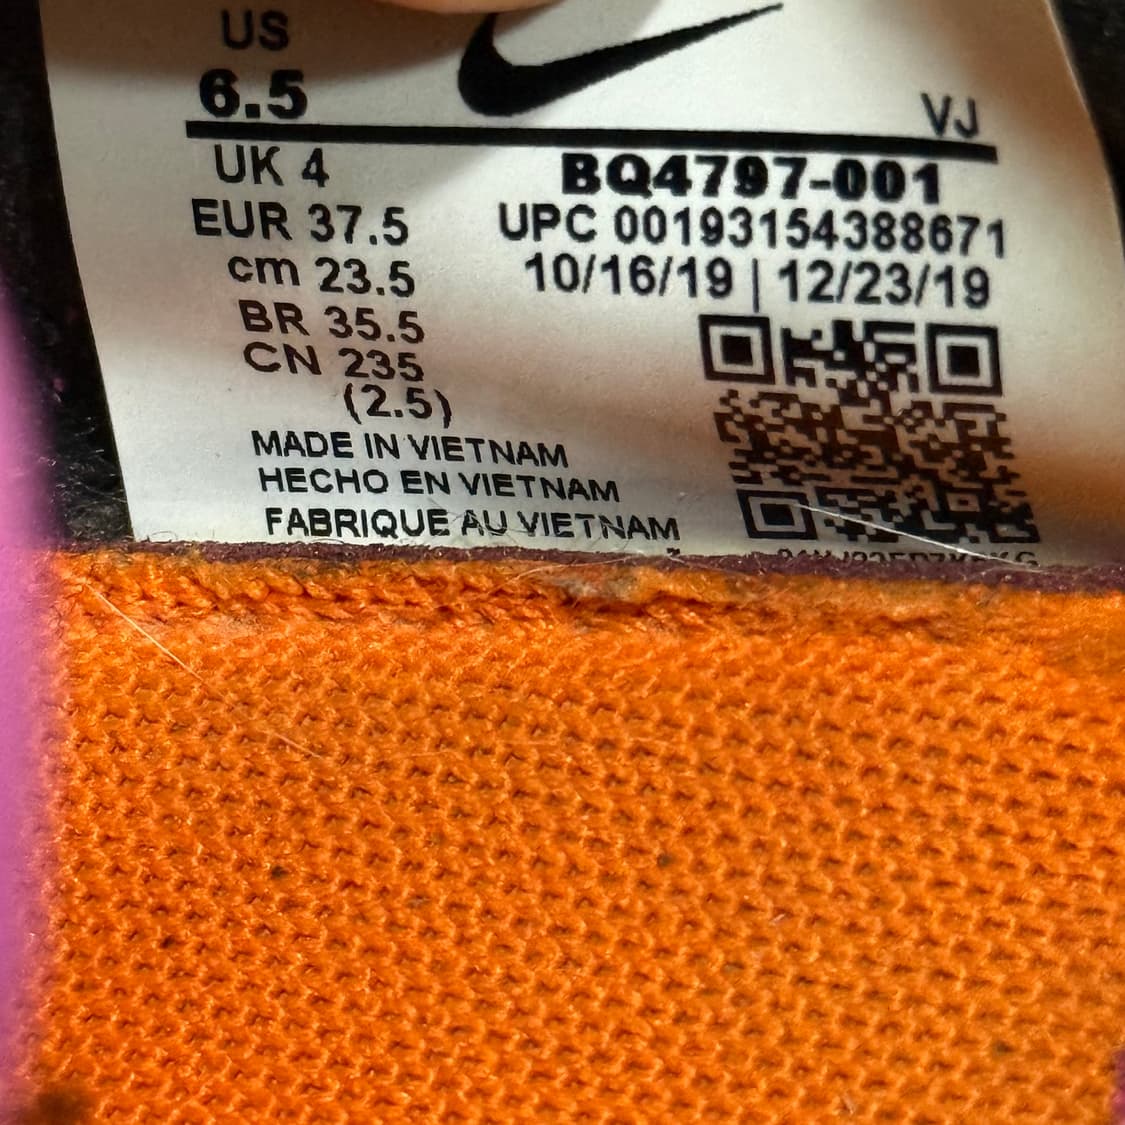 US
6.5
VJ
UK 4
BQ4797-001
EUR 37.5
UPC 00193154388671
cm 23.5
10/16/19 | 12/23/19
BR 35.5
CN 235
(2.5)
MADE IN VIETNAM
HECHO EN VIETNAM
FABRIQUE AU VIETNAM